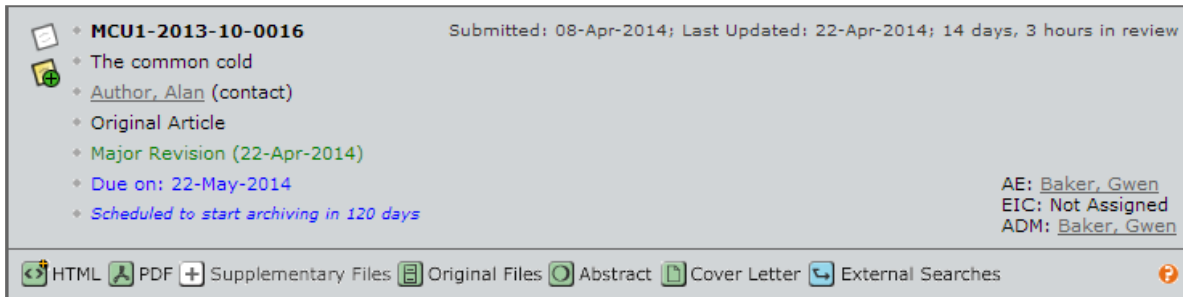 MCU1-2013-10-0016 Submitted: 08-Apr-2014; Last Updated: 22-Apr-2014; 14 days, 3 hours in review
The common cold
Author, Alan (contact)
Original Article
Major Revision (22-Apr-2014)
Due on: 22-May-2014 AE: Baker, Gwen
EIC: Not Assigned
Scheduled to start archiving in 120 days
ADM: Baker, Gwen
HTML PDF Supplementary Files Original Files Abstract Cover Letter External Searches ?